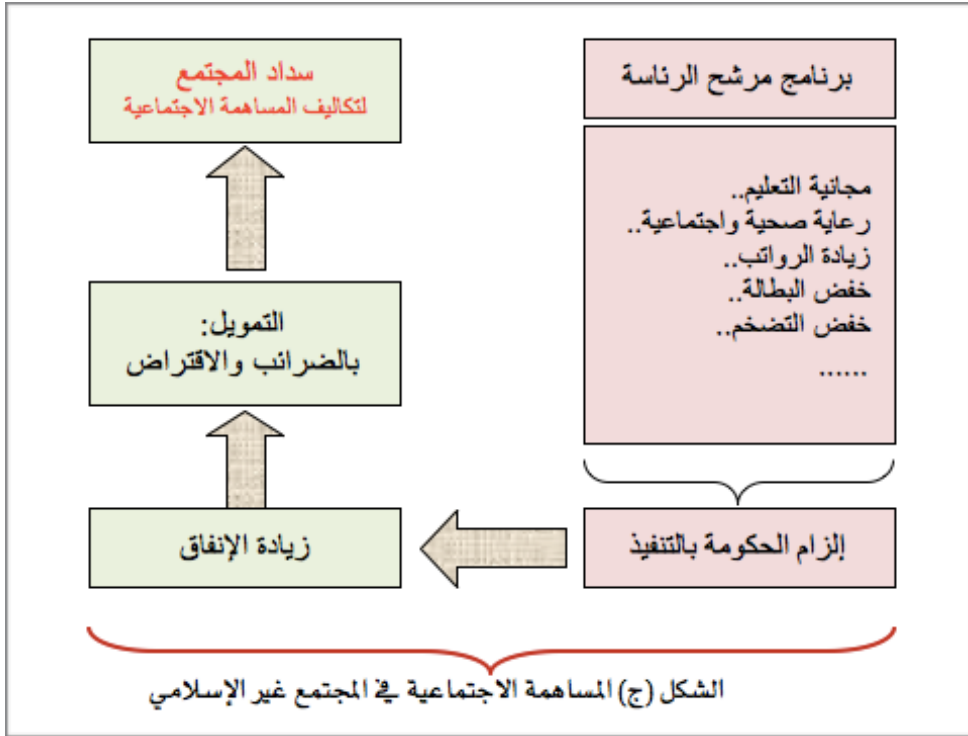 برنامج مرشح الرئاسة
مجانية التعليم..
رعاية صحية واجتماعية..
زيادة الرواتب..
خفض البطالة..
خفض التضخم..
......
إلزام الحكومة بالتنفيذ
زيادة الإنفاق
التمويل:
بالضرائب والاقتراض
سداد المجتمع
لتكاليف المساهمة الاجتماعية
الشكل (ج) المساهمة الاجتماعية في المجتمع غير الإسلامي